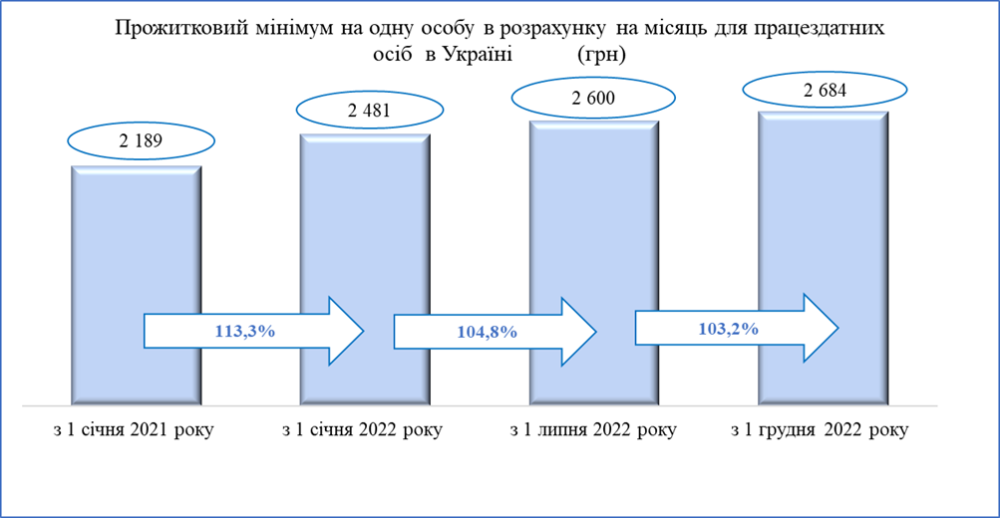 Прожитковий мінімум на одну особу в розрахунку на місяць для працездатних
осіб в Україні (грн)
2 189
2 481
2 600
2 684
113,3%
104,8%
103,2%
з 1 січня 2021 року
з 1 січня 2022 року
з 1 липня 2022 року
з 1 грудня 2022 року